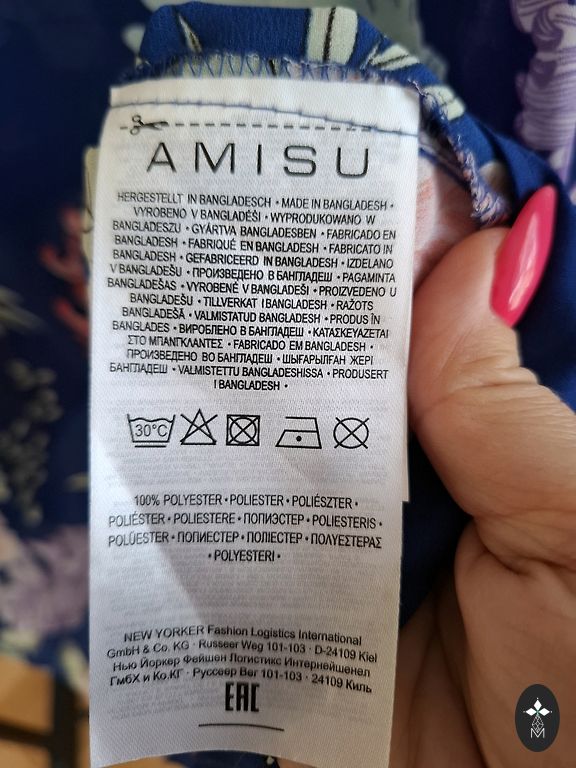 AMISU
HERGESTELLT IN BANGLADESCH • MADE IN BANGLADESH •
VYROBENO V BANGLADÉŠI • WYPRODUKOWANO W
BANGLADESZU • GYÁRTVA BANGLADESBEN • FABRICADO EN
BANGLADESH • FABRIQUÉ EN BANGLADESH • FABRICATO IN
BANGLADESH • GEFABRICEERD IN BANGLADESH • IZDELANO
V BANGLADEŠU • ПРОИЗВЕДЕНО В БАНГЛАДЕШ • PAGAMINTA
BANGLADEŠAS • VYROBENÉ V BANGLADÉŠI • PROIZVEDENO U
BANGLADEŠU • TILLVERKAT I BANGLADESH • RAŽOTS
BANGLADEŠĀ • VALMISTATUD BANGLADESH • PRODUS ÎN
BANGLADES • ВИРОБЛЕНО В БАНГЛАДЕШ • ΚΑΤΑΣΚΕΥΑΖΕΤΑΙ
ΣΤΟ ΜΠΑΝΓΚΛΑΝΤΕΣ • FABRICADO EM BANGLADESH •
ПРОИЗВЕДЕНО ВО БАНГЛАДЕШ • ШЫҒАРЫЛҒАН ЖЕРІ
БАНГЛАДЕШ • VALMISTETTU BANGLADESHISSA • PRODUSERT
I BANGLADESH •
30°C
100% POLYESTER • POLIESTER • POLIÉSZTER •
POLIÉSTER • POLIESTERE • ПОЛИЭСТЕР • POLIESTERIS •
POLÜESTER • ПОЛИЕСТЕР • ПОЛІЕСТЕР • ΠΟΛΥΕΣΤΕΡΑΣ
• POLYESTERI •
NEW YORKER Fashion Logistics International
GmbH & Co. KG · Russeer Weg 101-103 · D-24109 Kiel
Нью Йоркер Фейшен Логистикс Интернейшенел
ГмбХ и Ко.КГ · Руссеер Вег 101-103 · 24109 Киль
EAC
M